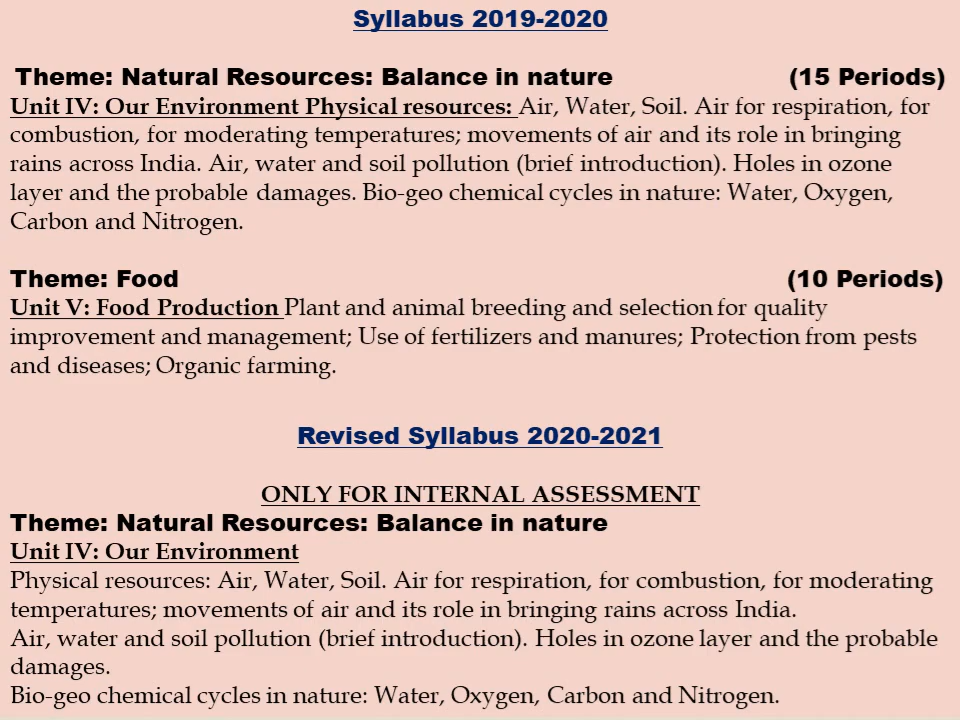 Syllabus 2019-2020
Theme: Natural Resources: Balance in nature (15 Periods)
Unit IV: Our Environment Physical resources: Air, Water, Soil. Air for respiration, for
combustion, for moderating temperatures; movements of air and its role in bringing
rains across India. Air, water and soil pollution (brief introduction). Holes in ozone
layer and the probable damages. Bio-geo chemical cycles in nature: Water, Oxygen,
Carbon and Nitrogen.
Theme: Food (10 Periods)
Unit V: Food Production Plant and animal breeding and selection for quality
improvement and management; Use of fertilizers and manures; Protection from pests
and diseases; Organic farming.
Revised Syllabus 2020-2021
ONLY FOR INTERNAL ASSESSMENT
Theme: Natural Resources: Balance in nature
Unit IV: Our Environment
Physical resources: Air, Water, Soil. Air for respiration, for combustion, for moderating
temperatures; movements of air and its role in bringing rains across India.
Air, water and soil pollution (brief introduction). Holes in ozone layer and the probable
damages.
Bio-geo chemical cycles in nature: Water, Oxygen, Carbon and Nitrogen.